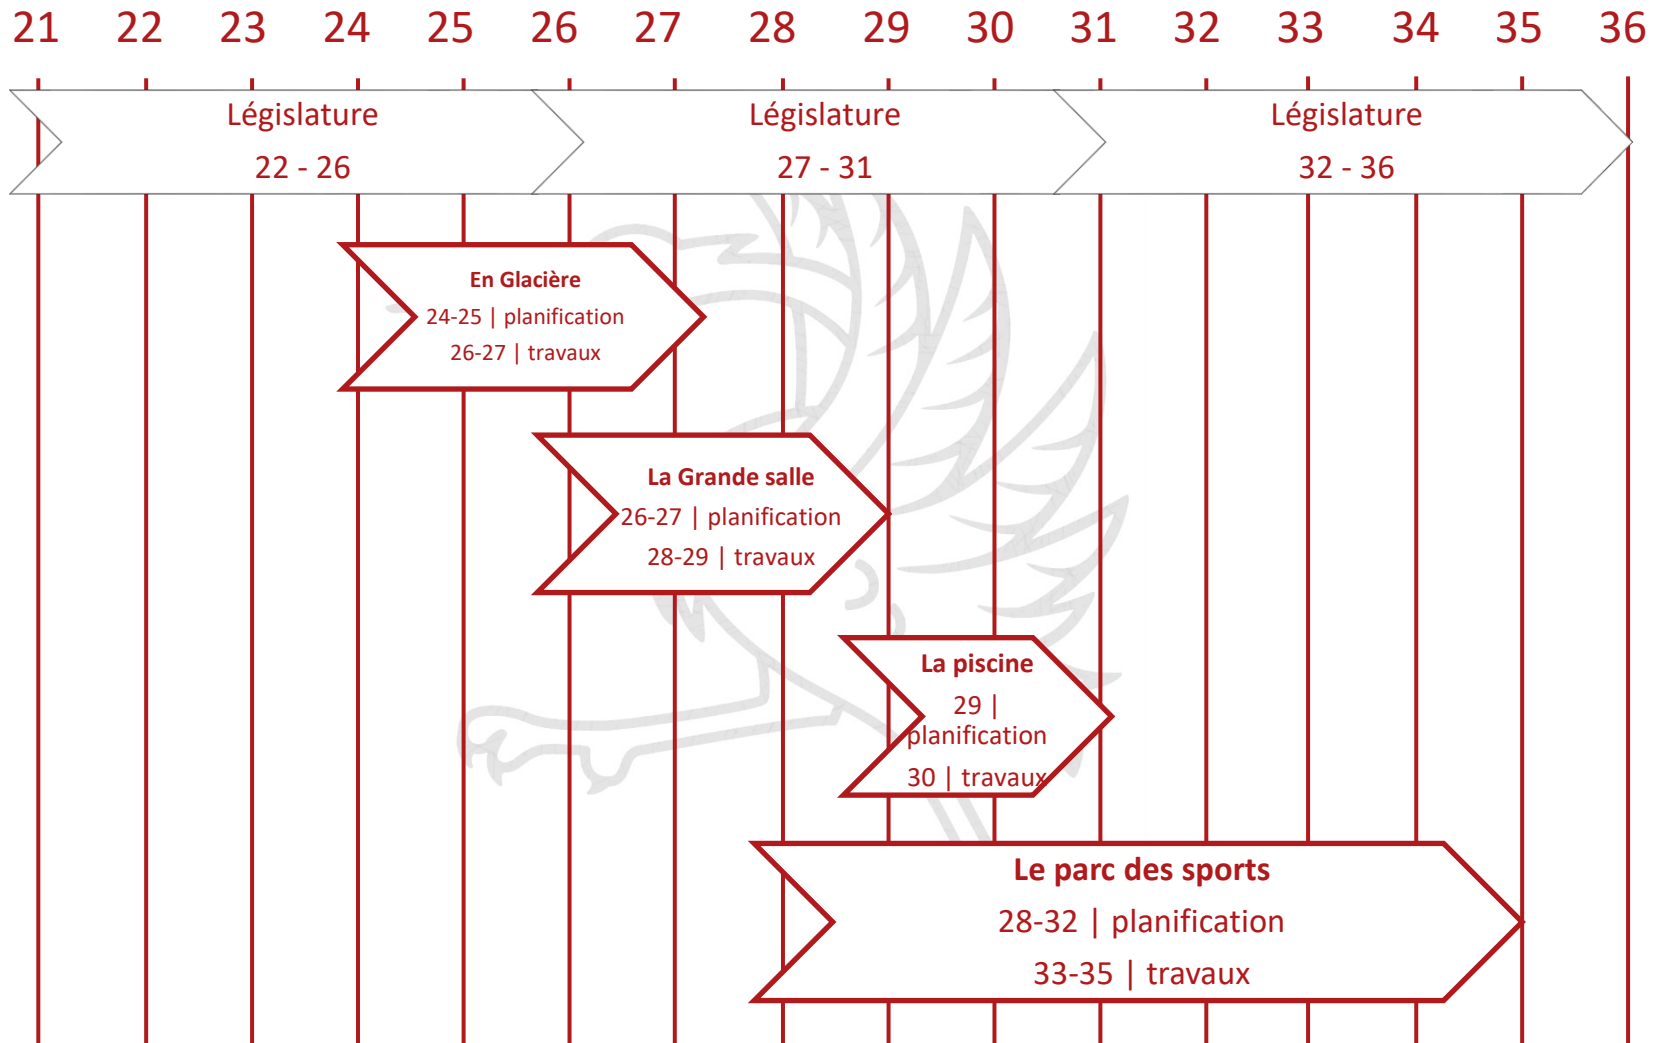 21 22 23 24 25 26 27 28 29 30 31 32 33 34 35 36
Législature Législature Législature
22 - 26 27 - 31 32 - 36
En Glacière
24-25 | planification
26-27 | travaux
La Grande salle
26-27 | planification
28-29 | travaux
La piscine
29 |
planification
30 | travaux
Le parc des sports
28-32 | planification
33-35 | travaux